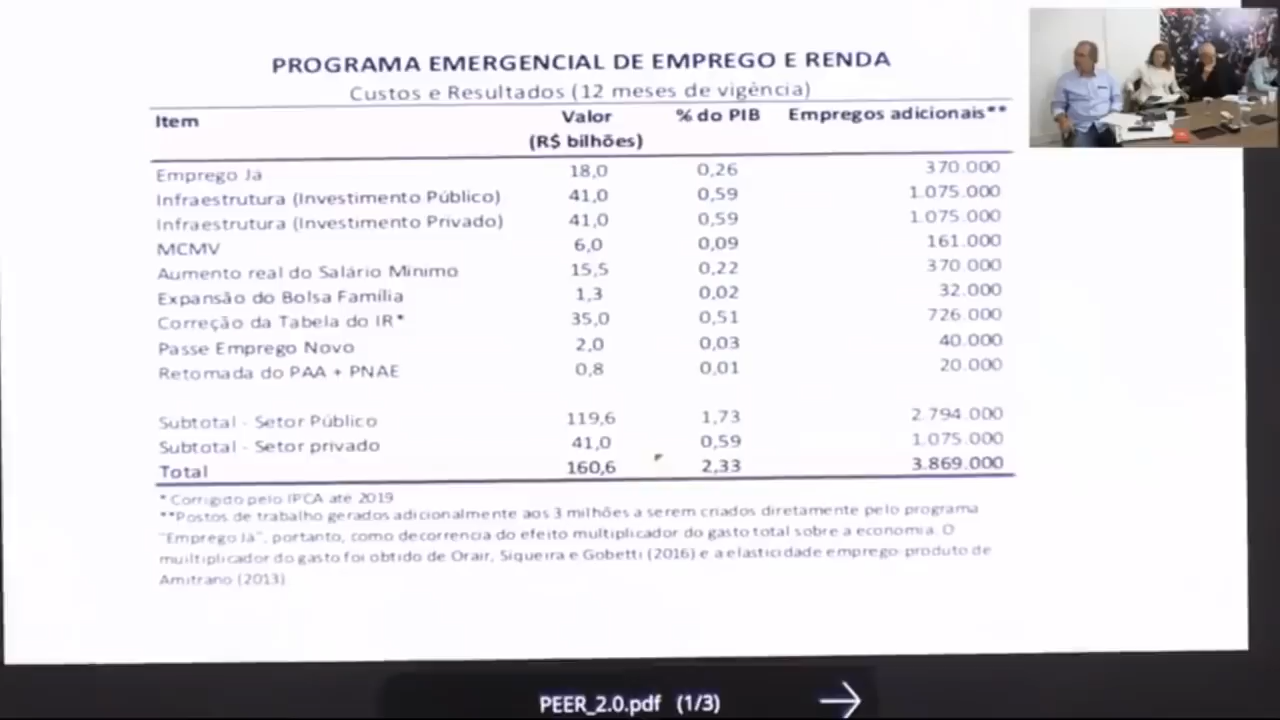 PROGRAMA EMERGENCIAL DE EMPREGO E RENDA
Custos e Resultados (12 meses de vigência)
Item Valor (R$ bilhões) % do PIB Empregos adicionais**
Emprego Já 18,0 0,26 370.000
Infraestrutura (Investimento Público) 41,0 0,59 1.075.000
Infraestrutura (Investimento Privado) 41,0 0,59 1.075.000
MCMV 6,0 0,09 161.000
Aumento real do Salário Mínimo 15,5 0,22 370.000
Expansão do Bolsa Família 1,3 0,02 32.000
Correção da Tabela do IR* 35,0 0,51 726.000
Passe Emprego Novo 2,0 0,03 40.000
Retomada do PAA + PNAE 0,8 0,01 20.000
Subtotal - Setor Público 119,6 1,73 2.794.000
Subtotal - Setor privado 41,0 0,59 1.075.000
Total 160,6 2,33 3.869.000
* Corrigido pelo IPCA até 2019
**Postos de trabalho gerados adicionalmente aos 3 milhões a serem criados diretamente pelo programa
"Emprego Já", portanto, como decorrencia do efeito multiplicador do gasto total sobre a economia. O
muiltiplicador do gasto foi obtido de Orair, Siqueira e Gobetti (2016) e a elasticidade emprego produto de
Amitrano (2013)
PEER_2.0.pdf (1/3)